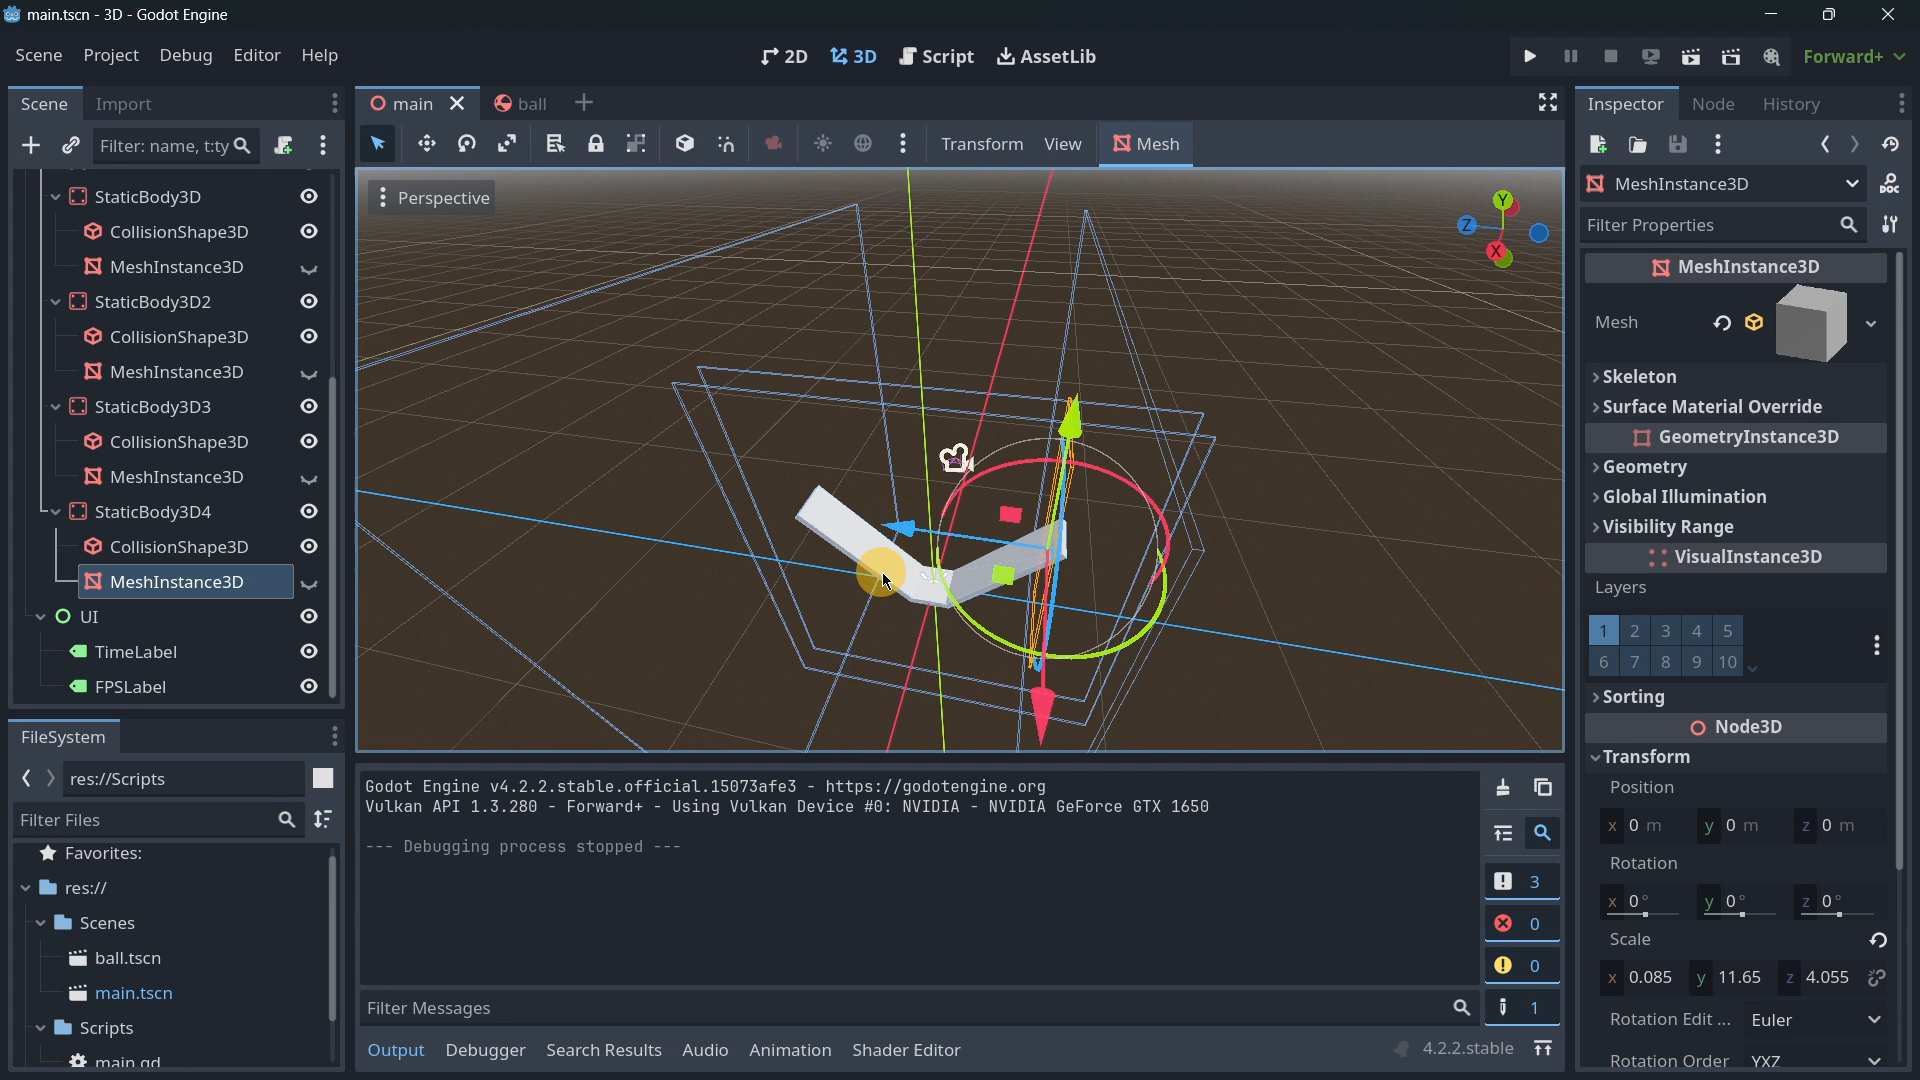 main.tscn - 3D - Godot Engine
Scene Project Debug Editor Help
2D 3D Script AssetLib
Forward+
Scene Import
Filter: name, t:ty
StaticBody3D
CollisionShape3D
MeshInstance3D
StaticBody3D2
CollisionShape3D
MeshInstance3D
StaticBody3D3
CollisionShape3D
MeshInstance3D
StaticBody3D4
CollisionShape3D
MeshInstance3D
UI
TimeLabel
FPSLabel
FileSystem
res://Scripts
Filter Files
Favorites:
res://
Scenes
ball.tscn
main.tscn
Scripts
main.gd
main ball
Transform View Mesh
Perspective
Y
Z
X
Godot Engine v4.2.2.stable.official.15073afe3 - https://godotengine.org
Vulkan API 1.3.280 - Forward+ - Using Vulkan Device #0: NVIDIA - NVIDIA GeForce GTX 1650
--- Debugging process stopped ---
3
0
0
1
Filter Messages
Output Debugger Search Results Audio Animation Shader Editor
4.2.2.stable
Inspector Node History
MeshInstance3D
DOC
Filter Properties
MeshInstance3D
Mesh
Skeleton
Surface Material Override
GeometryInstance3D
Geometry
Global Illumination
Visibility Range
VisualInstance3D
Layers
1 2 3 4 5
6 7 8 9 10
Sorting
Node3D
Transform
Position
x 0 m y 0 m z 0 m
Rotation
x 0° y 0° z 0°
Scale
x 0.085 y 11.65 z 4.055
Rotation Edit ... Euler
Rotation Order YXZ